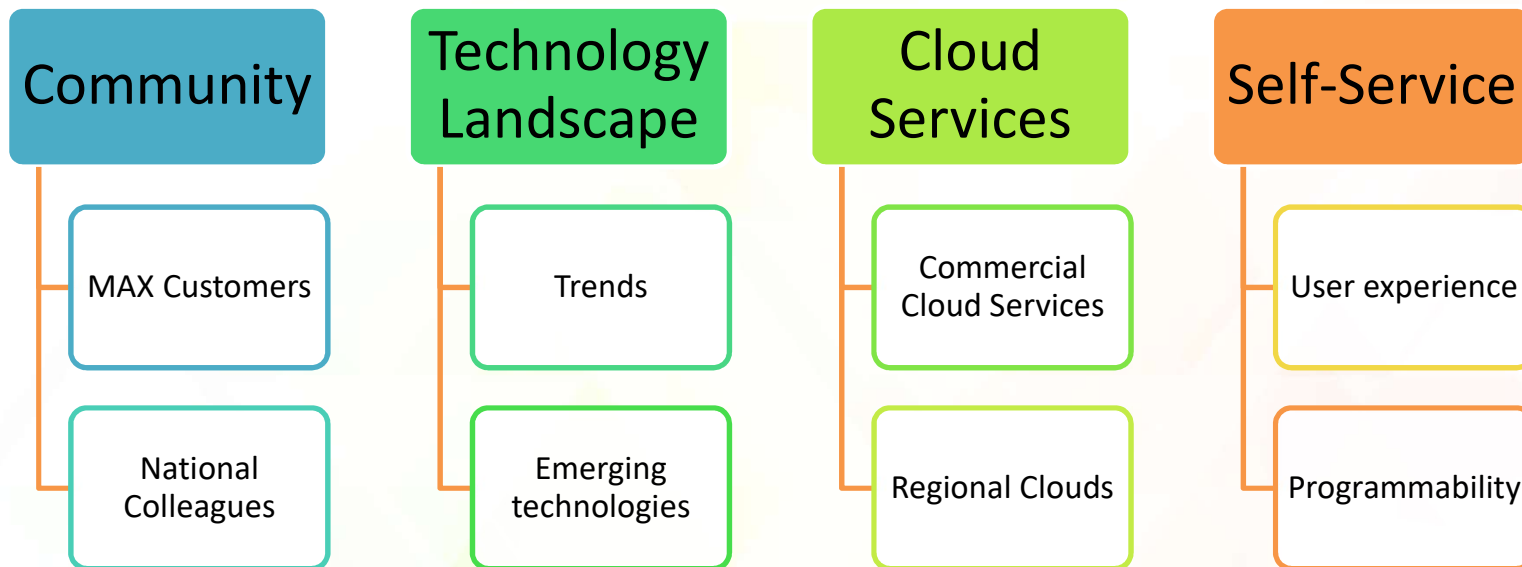 Community
MAX Customers
National
Colleagues
Technology
Landscape
Trends
Emerging
technologies
Cloud
Services
Commercial
Cloud Services
Regional Clouds
Self-Service
User experience
Programmability